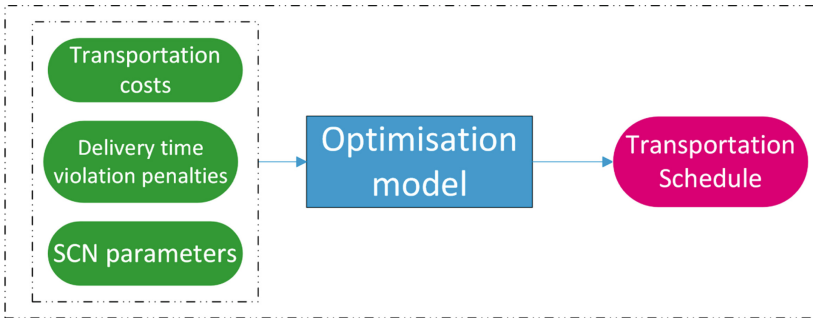 Transportation
costs
Delivery time
violation penalties
SCN parameters
Optimisation
model
Transportation
Schedule